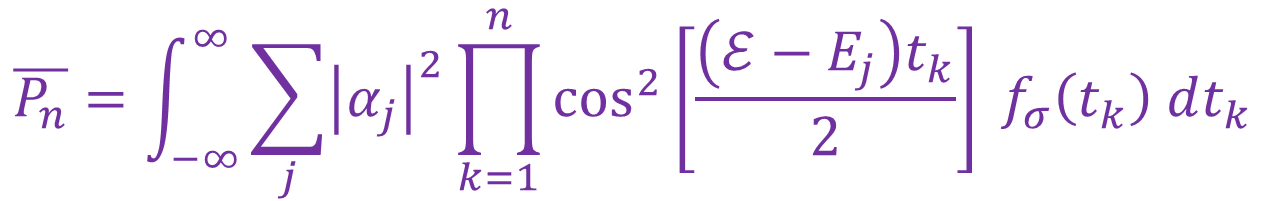 $\overline{P_n} = \int_{-\infty}^{\infty} \sum_j |\alpha_j|^2 \prod_{k=1}^{n} \cos^2 \left[ \frac{(\mathcal{E} - E_j) t_k}{2} \right] f_\sigma(t_k) \, dt_k$